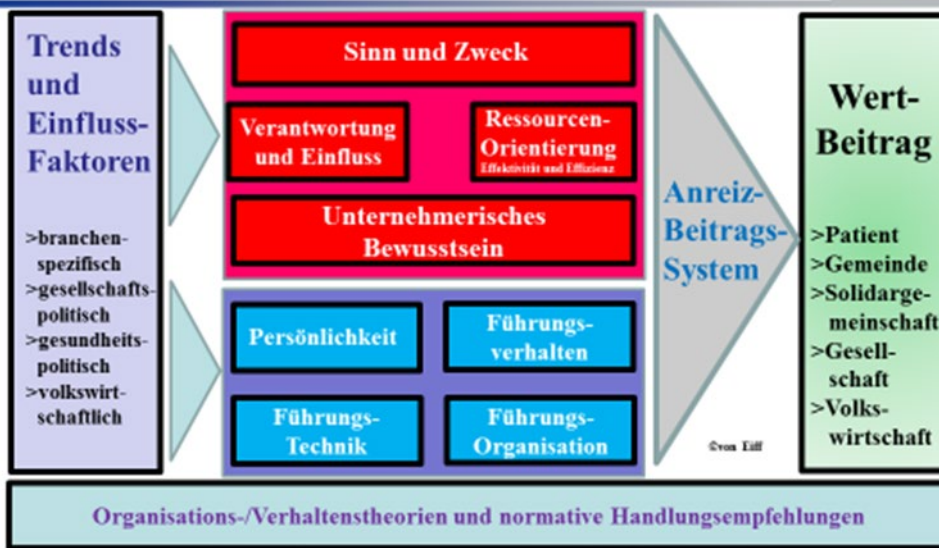 Trends
und
Einfluss-
Faktoren
>branchen-
spezifisch
>gesellschafts-
politisch
>gesundheits-
politisch
>volkswirt-
schaftlich
Sinn und Zweck
Verantwortung
und Einfluss
Ressourcen-
Orientierung
Effektivität und Effizienz
Unternehmerisches
Bewusstsein
Persönlichkeit
Führungs-
verhalten
Führungs-
Technik
Führungs-
Organisation
Anreiz-
Beitrags-
System
©von Eiff
Wert-
Beitrag
>Patient
>Gemeinde
>Solidarge-
meinschaft
>Gesell-
schaft
>Volks-
wirtschaft
Organisations-/Verhaltenstheorien und normative Handlungsempfehlungen